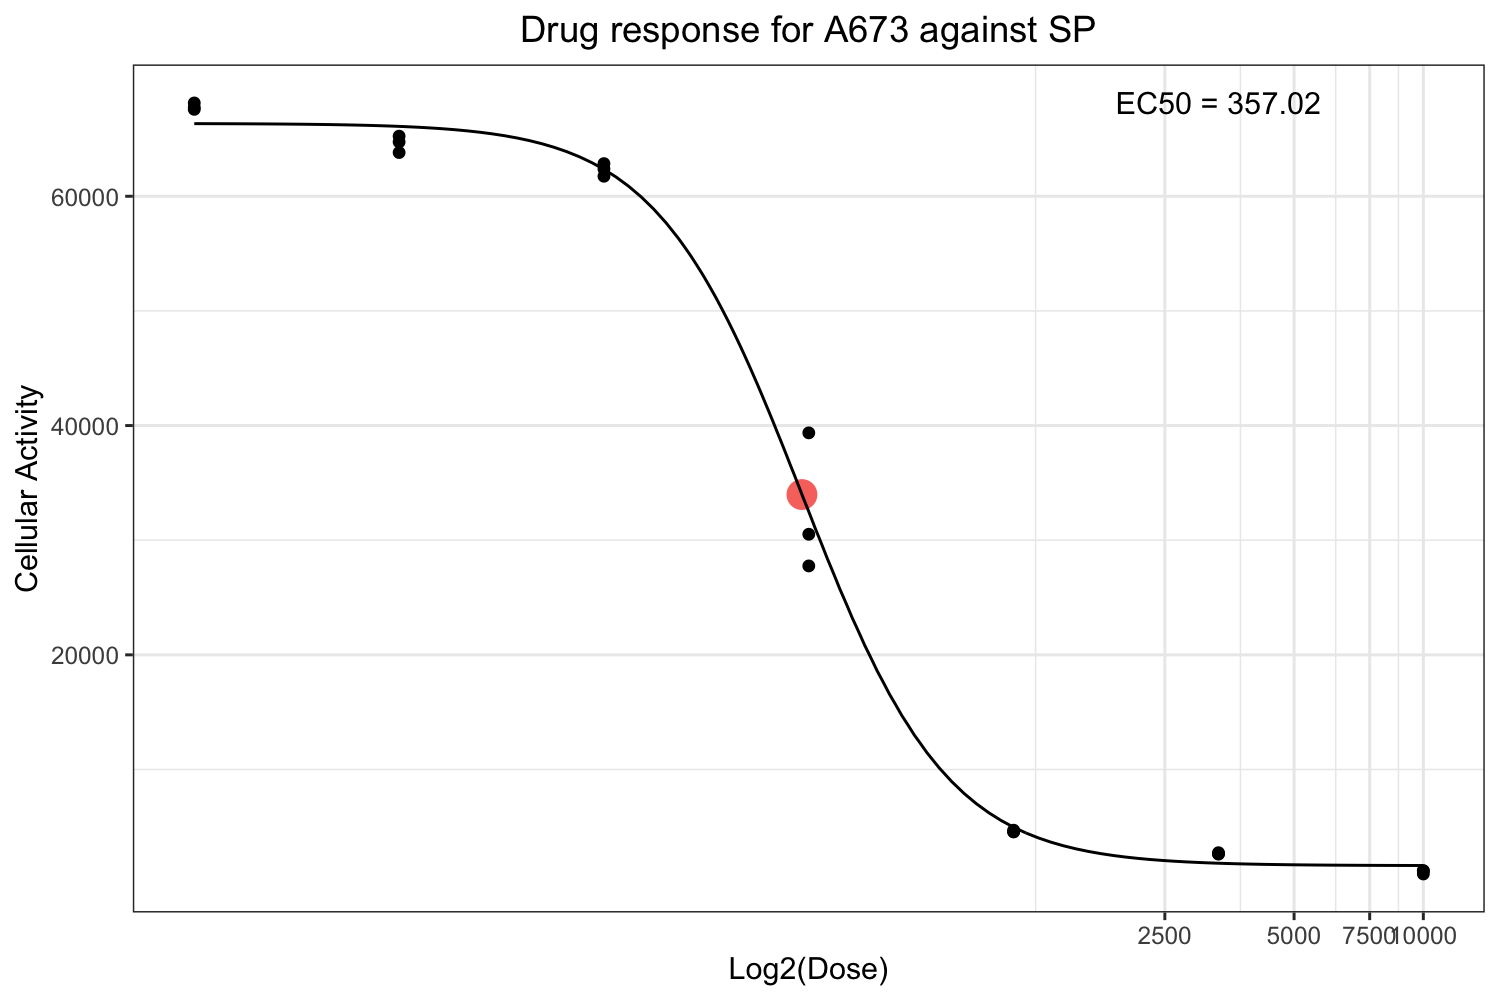 Drug response for A673 against SP
EC50 = 357.02
60000
40000
20000
Cellular Activity
2500 5000 7500 10000
Log2(Dose)